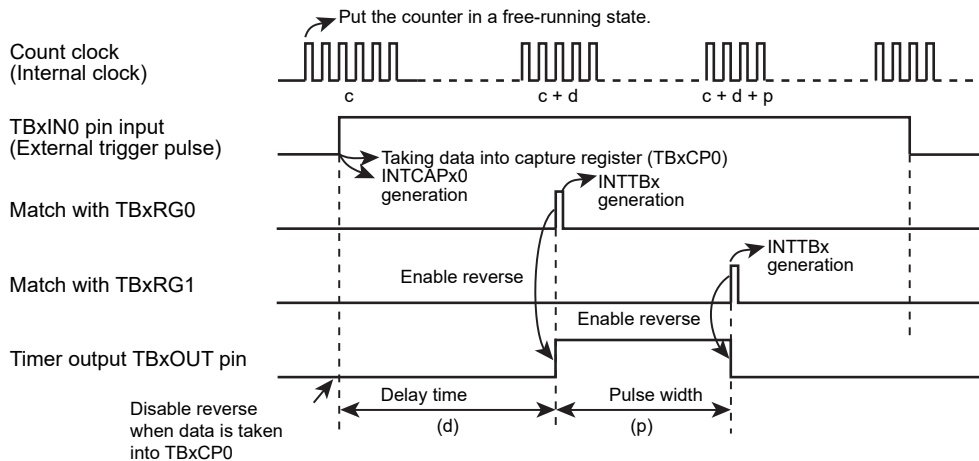 Put the counter in a free-running state.
Count clock
(Internal clock)
c
c + d
c + d + p
TBxIN0 pin input
(External trigger pulse)
Taking data into capture register (TBxCP0)
INTCAPx0
generation
INTTBx
generation
Match with TBxRG0
INTTBx
generation
Enable reverse
Match with TBxRG1
Enable reverse
Timer output TBxOUT pin
Disable reverse
when data is taken
into TBxCP0
Delay time
(d)
Pulse width
(p)